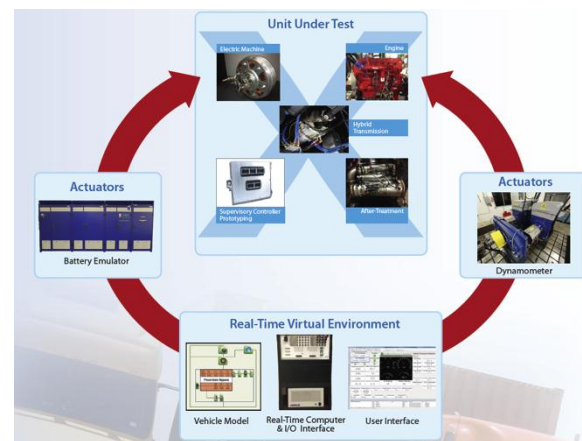 Unit Under Test
Electric Machine
Engine
Hybrid
Transmission
Supervisory Controller
Prototyping
After-Treatment
Actuators
Battery Emulator
Actuators
Dynamometer
Real-Time Virtual Environment
Vehicle Model
Real-Time Computer
& I/O Interface
User Interface